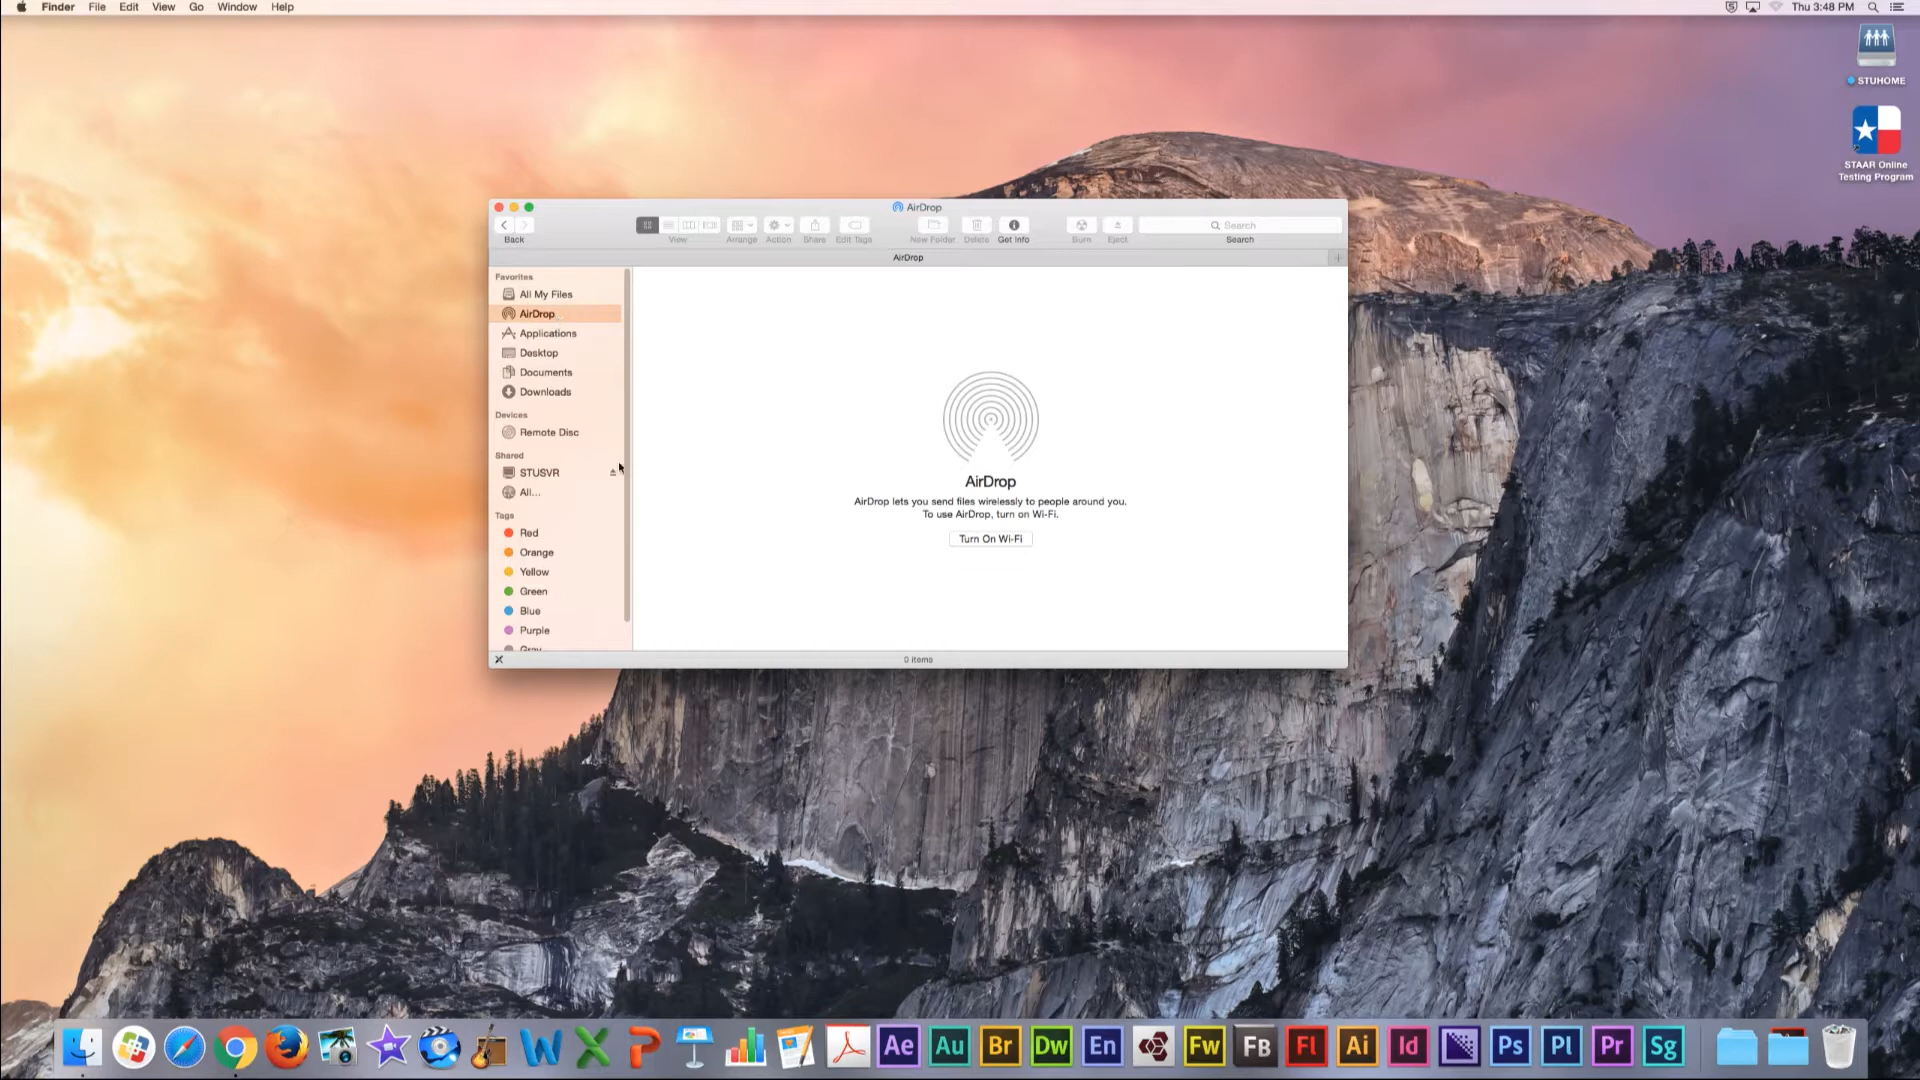 Finder File Edit View Go Window Help
Thu 3:48 PM
STUHOME
STAAR Online
Testing Program
AirDrop
Back
View
Arrange
Action
Share
Edit Tags
New Folder
Delete
Get Info
Burn
Eject
Search
Search
AirDrop
Favorites
All My Files
AirDrop
Applications
Desktop
Documents
Downloads
Devices
Remote Disc
Shared
STUSVR
All...
Tags
Red
Orange
Yellow
Green
Blue
Purple
Gray
AirDrop
AirDrop lets you send files wirelessly to people around you.
To use AirDrop, turn on Wi-Fi.
Turn On Wi-Fi
0 items
Ae Au Br Dw En Fw FB Fl Ai Id Ps Pl Pr Sg